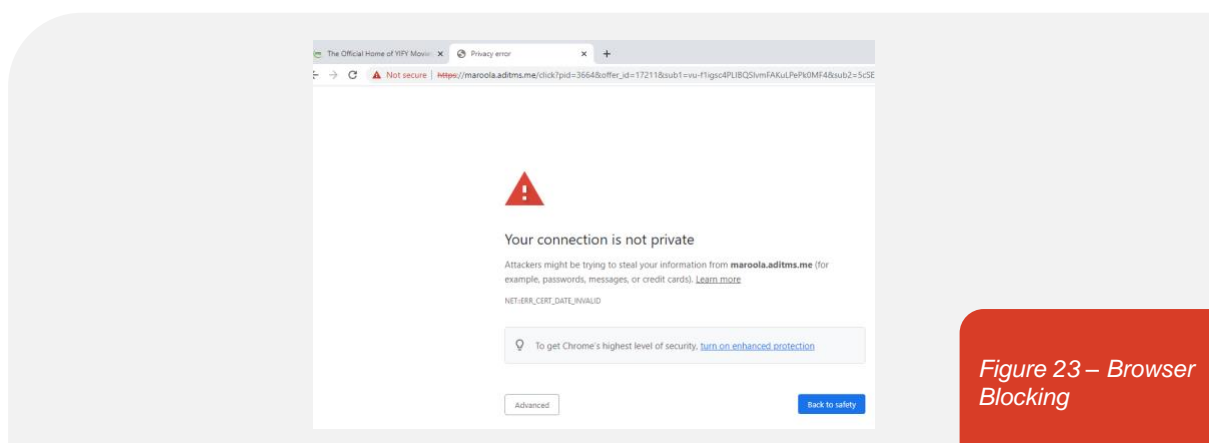 The Official Home of YIFY Movie
Privacy error
Not secure | https://maroola.aditms.me/click?pid=3664&offer_id=17211&sub1=vu-f1igsc4PLIBQSlvmFAKuLPePk0MF4&sub2=5cSE
Your connection is not private
Attackers might be trying to steal your information from maroola.aditms.me (for
example, passwords, messages, or credit cards). Learn more
NET::ERR_CERT_DATE_INVALID
To get Chrome's highest level of security, turn on enhanced protection
Advanced
Back to safety
Figure 23 – Browser
Blocking